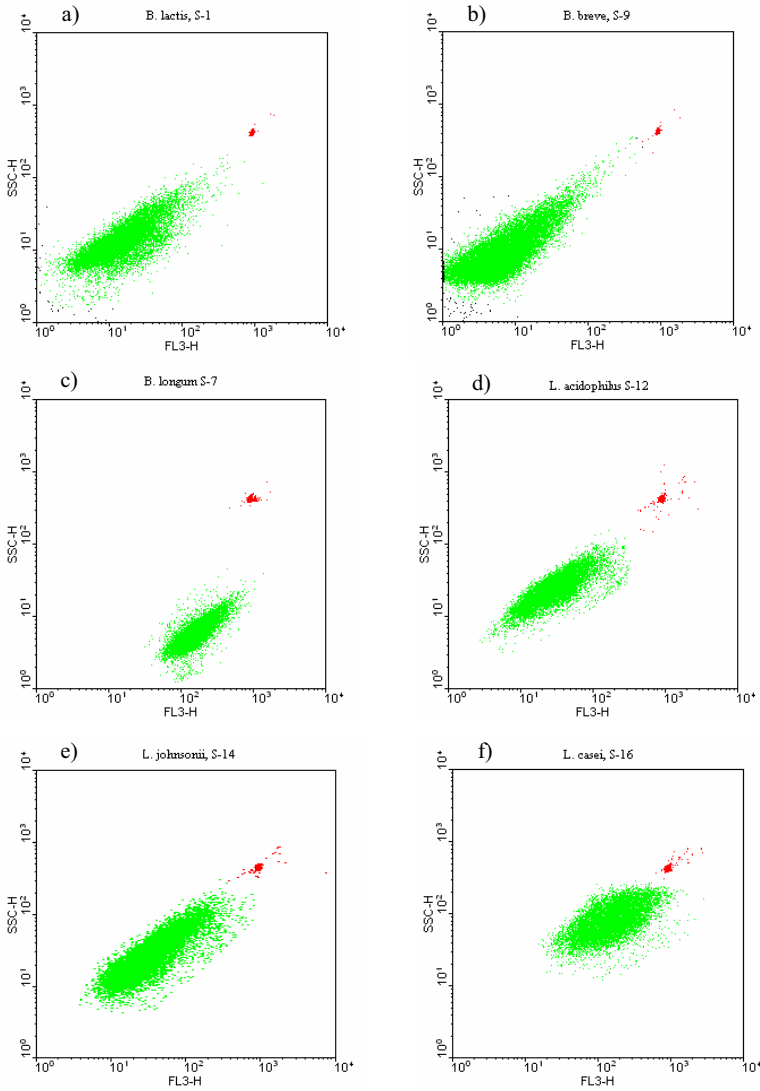 a) B. lactis, S-1
10⁴
10³
10²
10¹
10⁰
SSC-H
10⁰ 10¹ 10² 10³ 10⁴
FL3-H
b) B. breve, S-9
10⁴
10³
10²
10¹
10⁰
SSC-H
10⁰ 10¹ 10² 10³ 10⁴
FL3-H
c) B. longum S-7
10⁴
10³
10²
10¹
10⁰
SSC-H
10⁰ 10¹ 10² 10³ 10⁴
FL3-H
d) L. acidophilus S-12
10⁴
10³
10²
10¹
10⁰
SSC-H
10⁰ 10¹ 10² 10³ 10⁴
FL3-H
e) L. johnsonii, S-14
10⁴
10³
10²
10¹
10⁰
SSC-H
10⁰ 10¹ 10² 10³ 10⁴
FL3-H
f) L. casei, S-16
10⁴
10³
10²
10¹
10⁰
SSC-H
10⁰ 10¹ 10² 10³ 10⁴
FL3-H